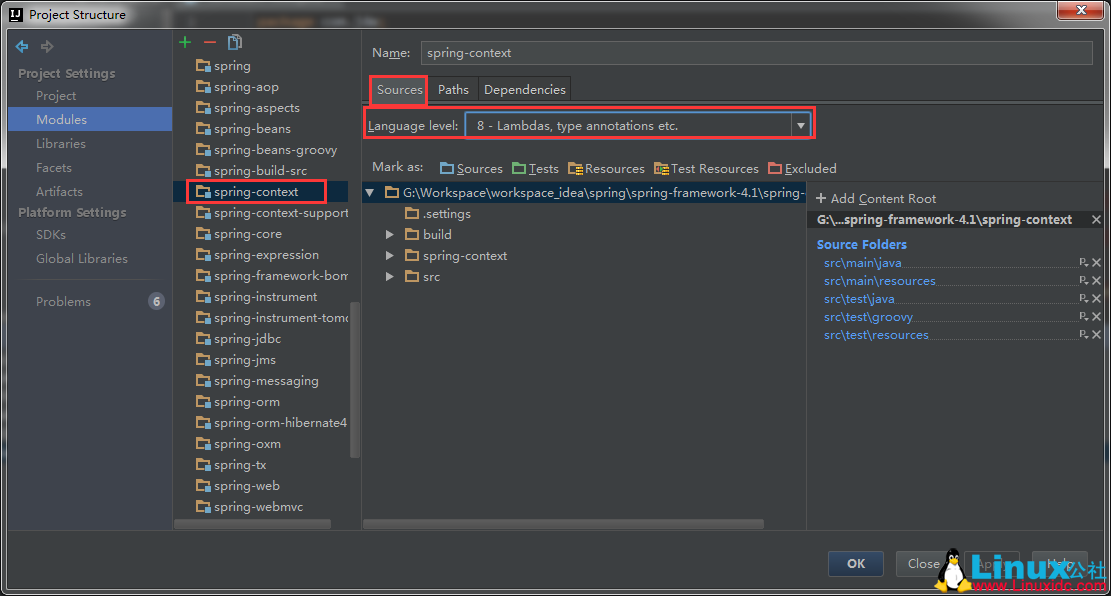 IJ Project Structure
Project Settings
Project
Modules
Libraries
Facets
Artifacts
Platform Settings
SDKs
Global Libraries
Problems 6
spring
spring-aop
spring-aspects
spring-beans
spring-beans-groovy
spring-build-src
spring-context
spring-context-support
spring-core
spring-expression
spring-framework-bom
spring-instrument
spring-instrument-tomc
spring-jdbc
spring-jms
spring-messaging
spring-orm
spring-orm-hibernate4
spring-oxm
spring-tx
spring-web
spring-webmvc
Name: spring-context
Sources Paths Dependencies
Language level: 8 - Lambdas, type annotations etc.
Mark as: Sources Tests Resources Test Resources Excluded
G:\Workspace\workspace_idea\spring\spring-framework-4.1\spring-
.settings
build
spring-context
src
+ Add Content Root
G:\...spring-framework-4.1\spring-context
Source Folders
src\main\java
src\main\resources
src\test\java
src\test\groovy
src\test\resources
OK Close Apply Help
Linux公社
www.Linuxidc.com